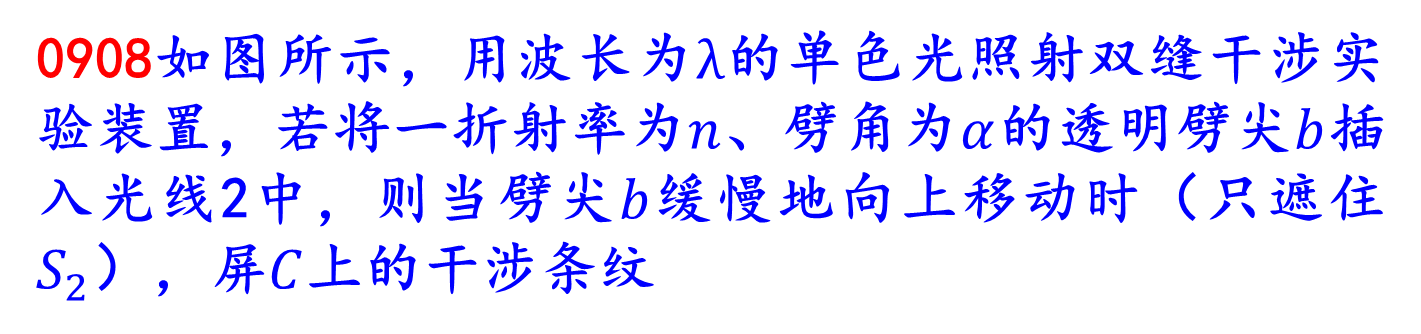 0908如图所示，用波长为λ的单色光照射双缝干涉实
验装置，若将一折射率为n、劈角为α的透明劈尖b插
入光线2中，则当劈尖b缓慢地向上移动时（只遮住
S₂），屏C上的干涉条纹